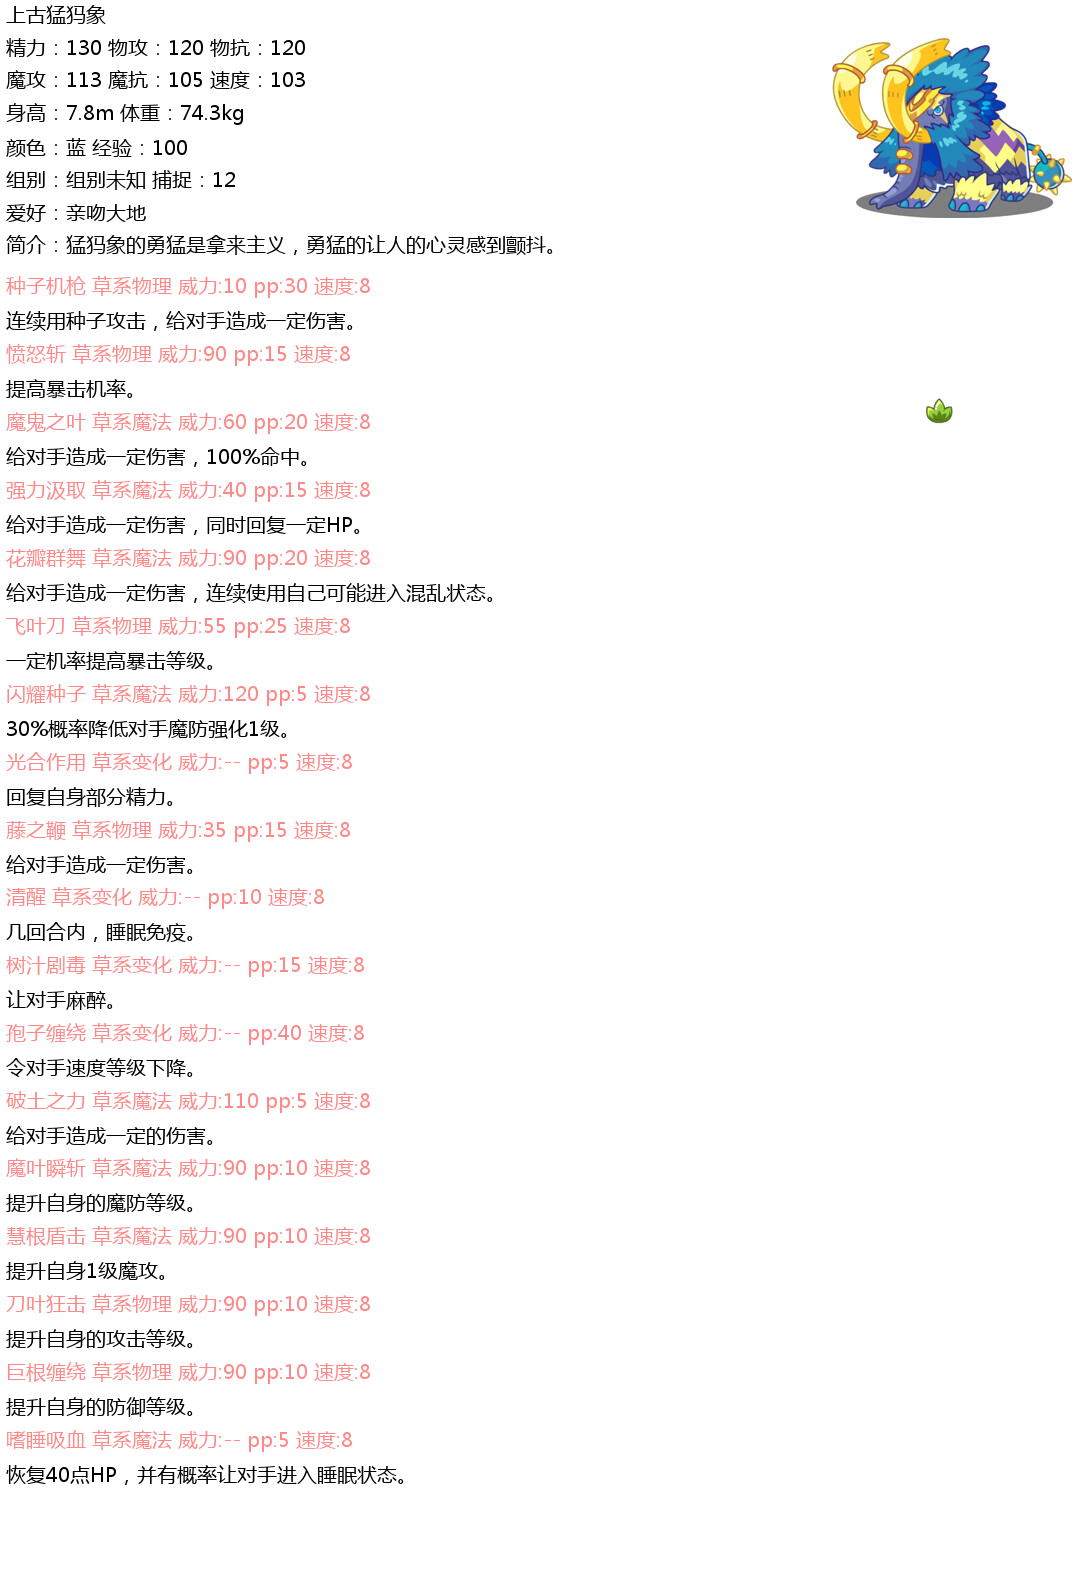 上古猛犸象
精力：130 物攻：120 物抗：120
魔攻：113 魔抗：105 速度：103
身高：7.8m 体重：74.3kg
颜色：蓝 经验：100
组别：组别未知 捕捉：12
爱好：亲吻大地
简介：猛犸象的勇猛是拿来主义，勇猛的让人的心灵感到颤抖。
种子机枪 草系物理 威力:10 pp:30 速度:8
连续用种子攻击，给对手造成一定伤害。
愤怒斩 草系物理 威力:90 pp:15 速度:8
提高暴击机率。
魔鬼之叶 草系魔法 威力:60 pp:20 速度:8
给对手造成一定伤害，100%命中。
强力汲取 草系魔法 威力:40 pp:15 速度:8
给对手造成一定伤害，同时回复一定HP。
花瓣群舞 草系魔法 威力:90 pp:20 速度:8
给对手造成一定伤害，连续使用自己可能进入混乱状态。
飞叶刀 草系物理 威力:55 pp:25 速度:8
一定机率提高暴击等级。
闪耀种子 草系魔法 威力:120 pp:5 速度:8
30%概率降低对手魔防强化1级。
光合作用 草系变化 威力:-- pp:5 速度:8
回复自身部分精力。
藤之鞭 草系物理 威力:35 pp:15 速度:8
给对手造成一定伤害。
清醒 草系变化 威力:-- pp:10 速度:8
几回合内，睡眠免疫。
树汁剧毒 草系变化 威力:-- pp:15 速度:8
让对手麻醉。
孢子缠绕 草系变化 威力:-- pp:40 速度:8
令对手速度等级下降。
破土之力 草系魔法 威力:110 pp:5 速度:8
给对手造成一定的伤害。
魔叶瞬斩 草系魔法 威力:90 pp:10 速度:8
提升自身的魔防等级。
慧根盾击 草系魔法 威力:90 pp:10 速度:8
提升自身1级魔攻。
刀叶狂击 草系物理 威力:90 pp:10 速度:8
提升自身的攻击等级。
巨根缠绕 草系物理 威力:90 pp:10 速度:8
提升自身的防御等级。
嗜睡吸血 草系魔法 威力:-- pp:5 速度:8
恢复40点HP，并有概率让对手进入睡眠状态。